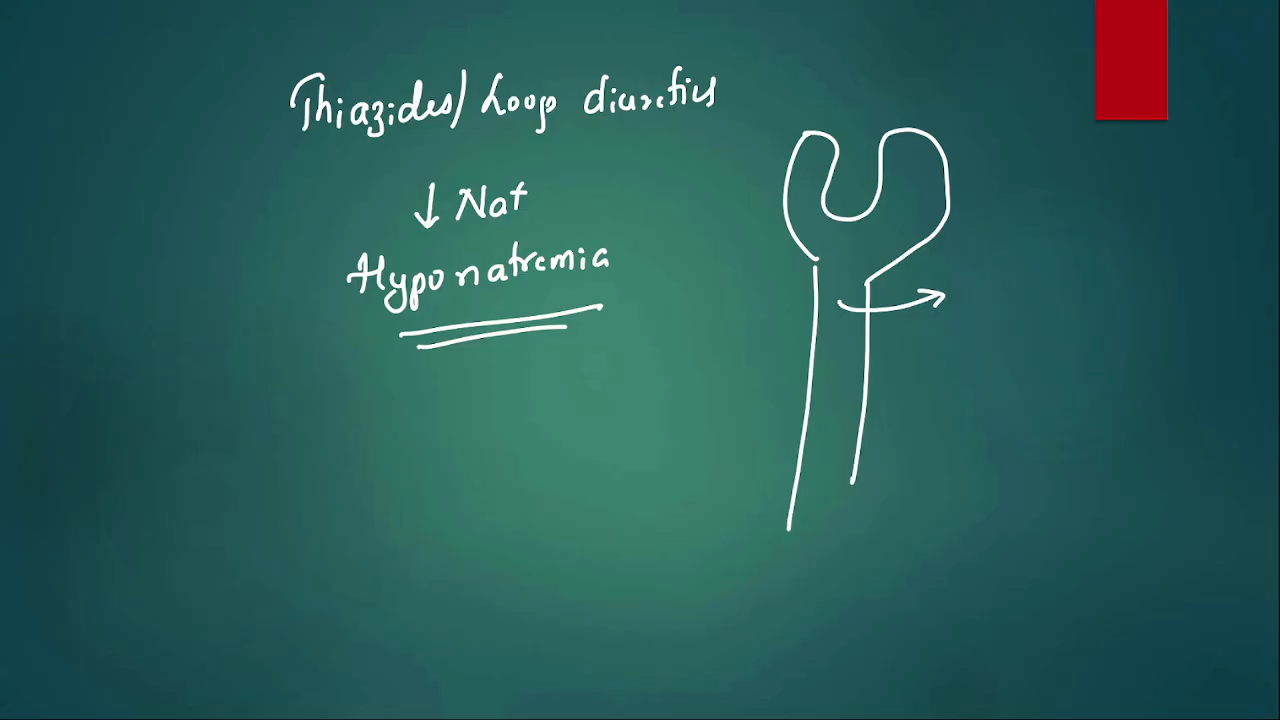 Thiazides/ Loop diuretics
↓ Na+
Hyponatremia